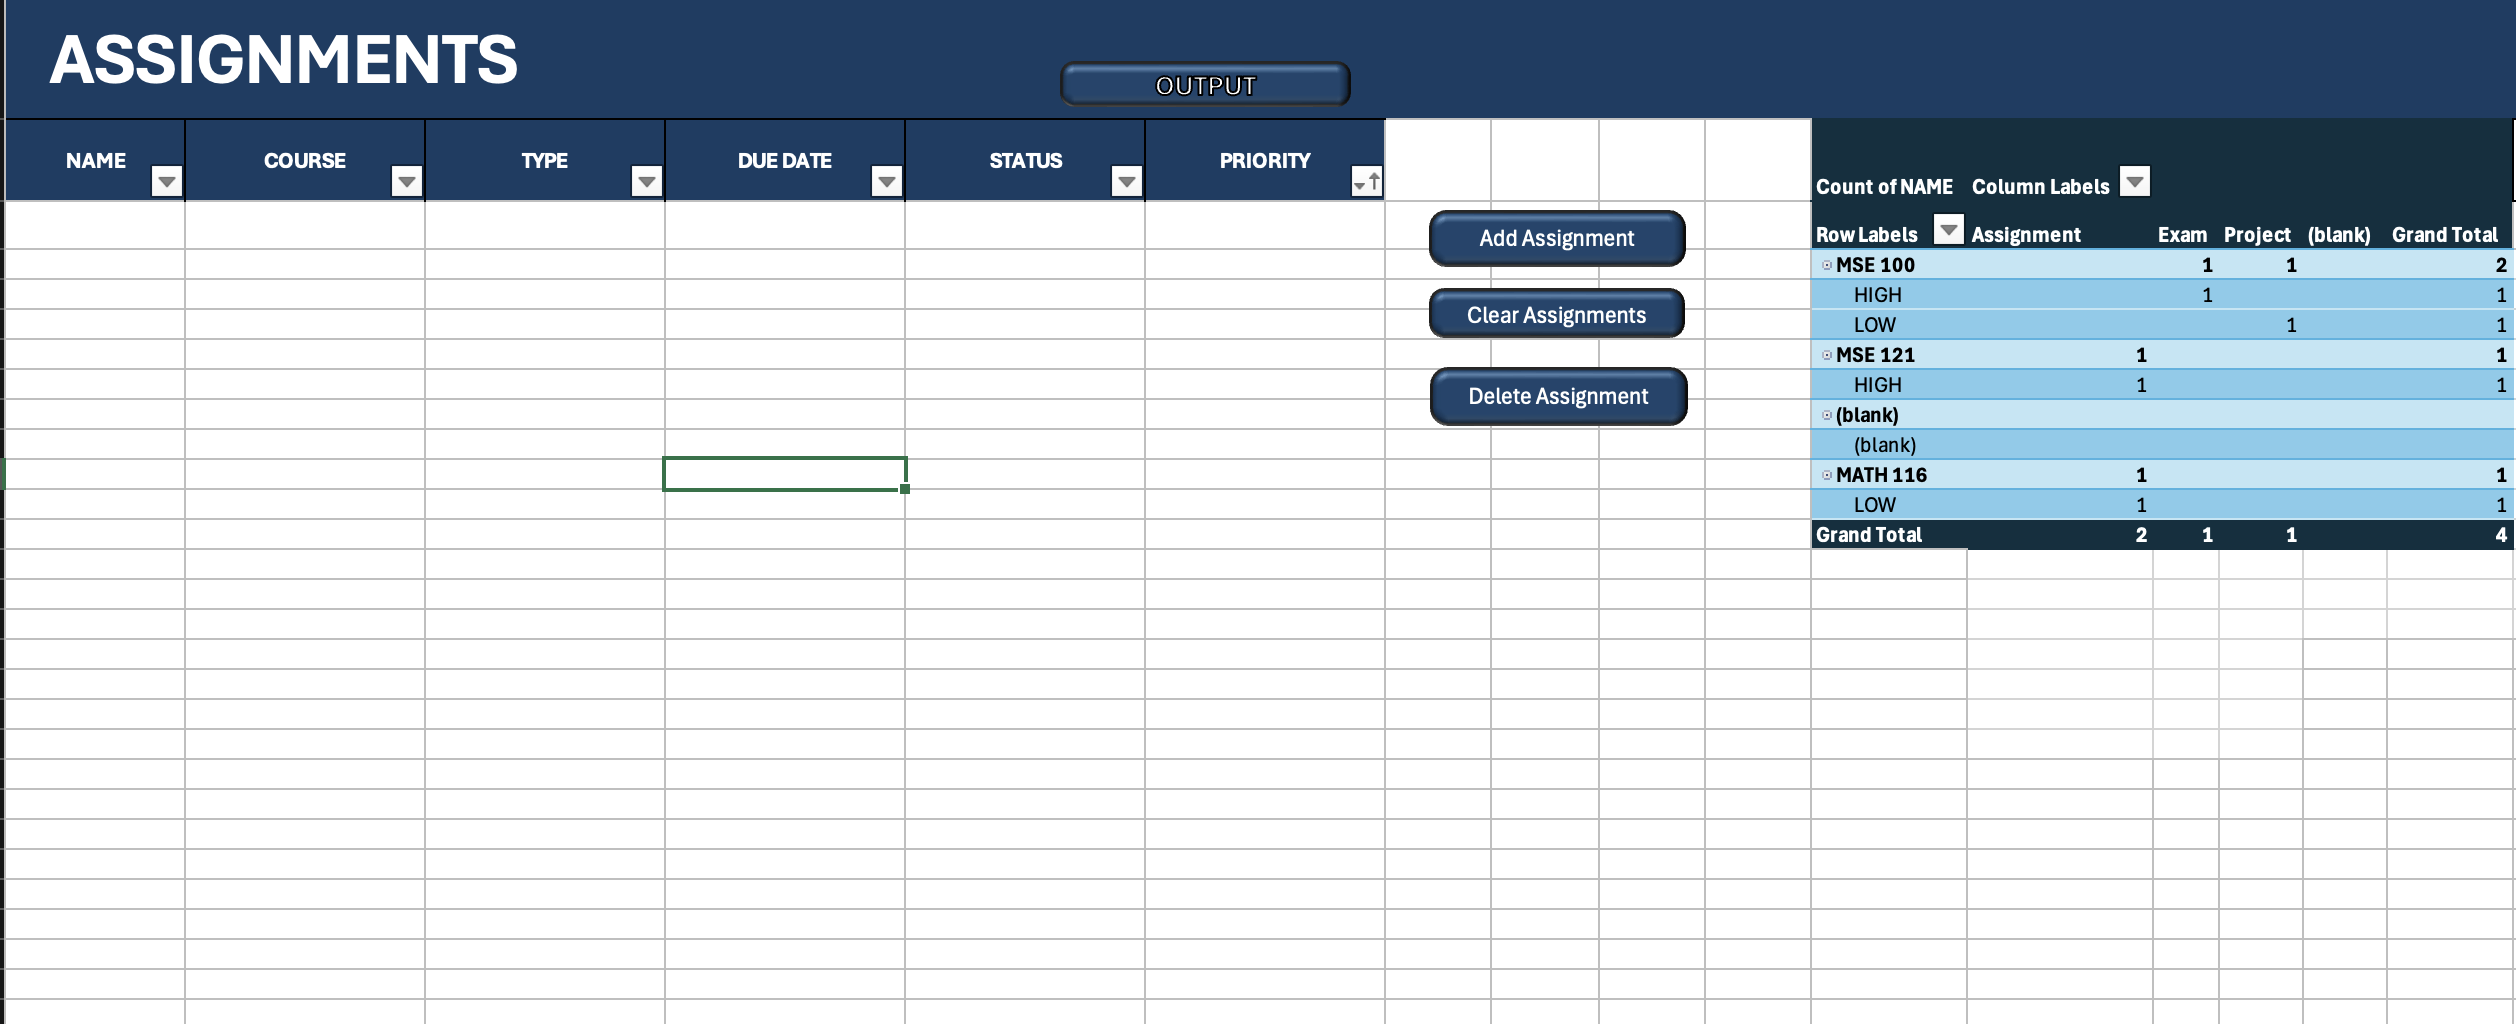 ASSIGNMENTS
OUTPUT
NAME COURSE TYPE DUE DATE STATUS PRIORITY
Add Assignment
Clear Assignments
Delete Assignment
Count of NAME Column Labels
Row Labels Assignment Exam Project (blank) Grand Total
MSE 100 1 1 2
HIGH 1 1
LOW 1 1
MSE 121 1 1
HIGH 1 1
(blank)
(blank)
MATH 116 1 1
LOW 1 1
Grand Total 2 1 1 4